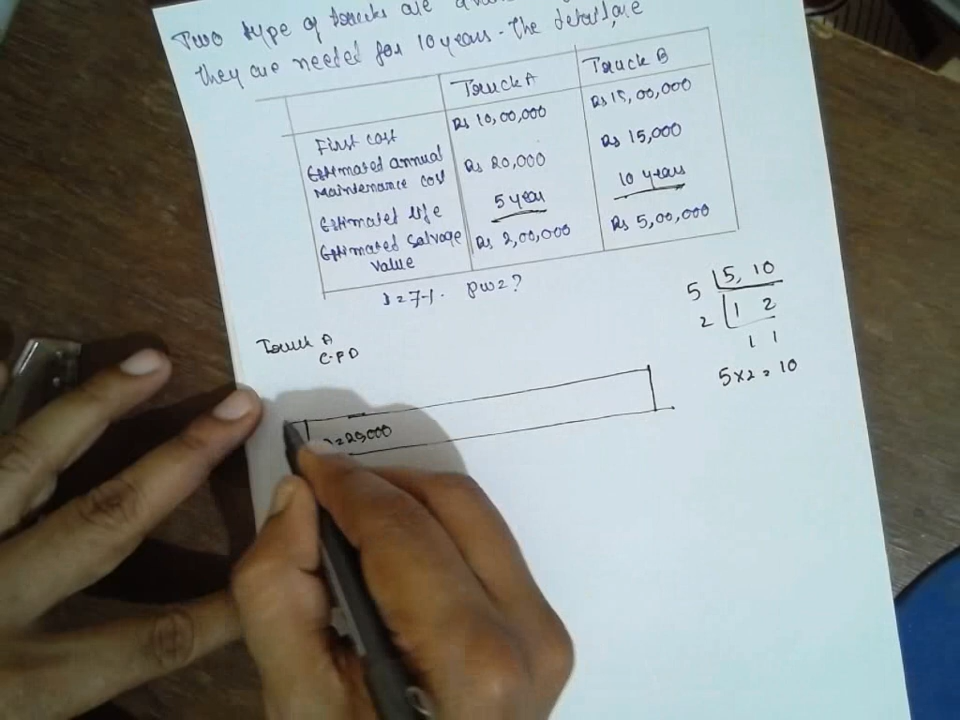 Two type of trucks are
they are needed for 10 years. The details are
Truck A Truck B
First cost Rs 10,00,000 Rs 15,00,000
Estimated annual
Maintenance cost Rs 20,000 Rs 15,000
Estimated life 5 year 10 years
Estimated Salvage
Value Rs 2,00,000 Rs 5,00,000
i=7-1. pw=?
5 5, 10
2 1 2
1 1
5x2=10
Truck A
C.F.D
=20,000